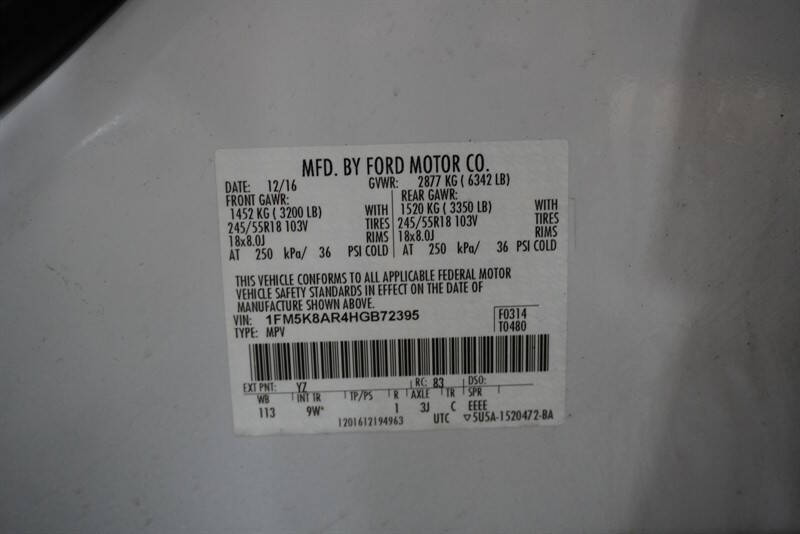 MFD. BY FORD MOTOR CO.
DATE: 12/16 GVWR: 2877 KG ( 6342 LB)
FRONT GAWR: REAR GAWR:
1452 KG ( 3200 LB) WITH 1520 KG ( 3350 LB) WITH
245/55R18 103V TIRES 245/55R18 103V TIRES
18x8.0J RIMS 18x8.0J RIMS
AT 250 kPa/ 36 PSI COLD AT 250 kPa/ 36 PSI COLD
THIS VEHICLE CONFORMS TO ALL APPLICABLE FEDERAL MOTOR
VEHICLE SAFETY STANDARDS IN EFFECT ON THE DATE OF
MANUFACTURE SHOWN ABOVE.
VIN: 1FM5K8AR4HGB72395 F0314
TYPE: MPV T0480
EXT PNT: YZ RC: 83 DSO:
WB INT TR TP/PS R AXLE TR SPR
113 9W* 1 3J C EEEE
1201612194963 UTC ▽5U5A-1520472-BA